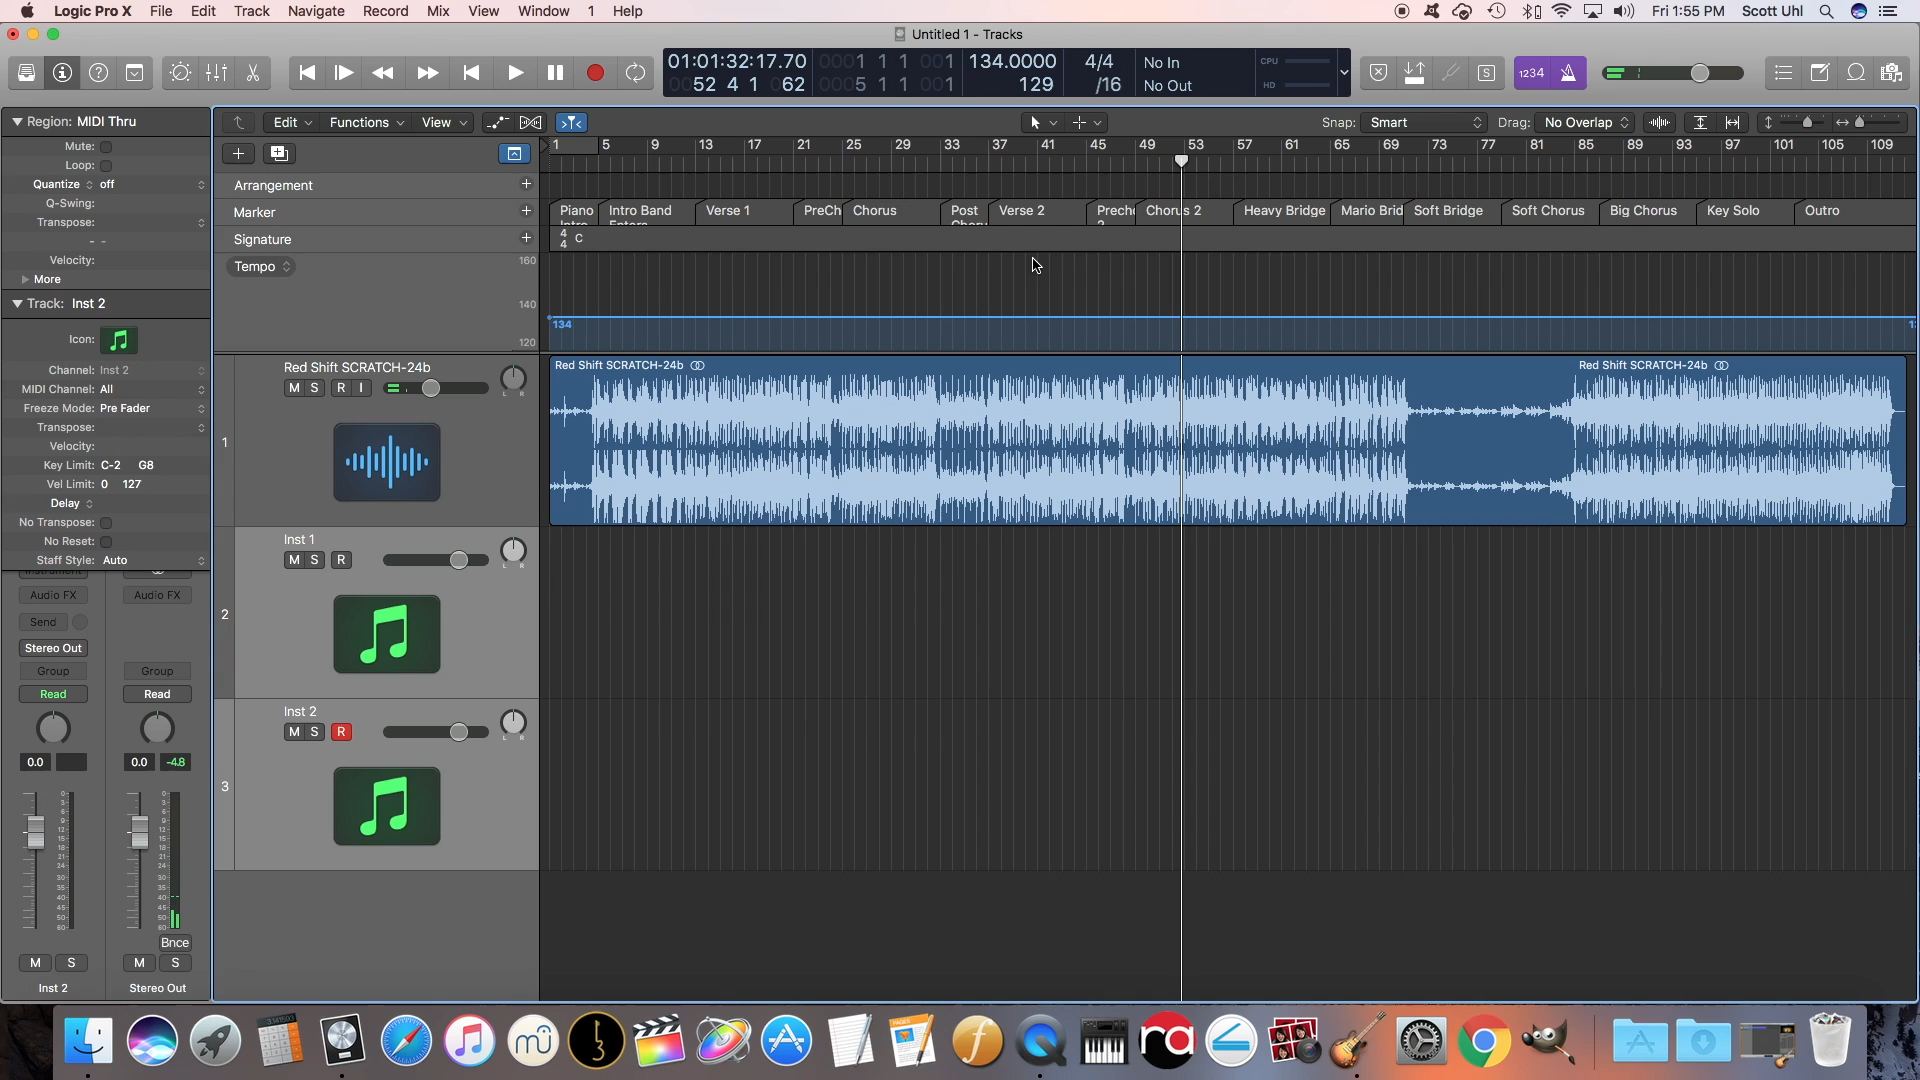 Logic Pro X File Edit Track Navigate Record Mix View Window 1 Help
Fri 1:55 PM Scott Uhl
Untitled 1 - Tracks
01:01:32:17.70 0001 1 1 001 134.0000 4/4 No In CPU
0052 4 1 062 0005 1 1 001 129 /16 No Out HD
S 1234
Region: MIDI Thru
Mute:
Loop:
Quantize off
Q-Swing:
Transpose:
- -
Velocity:
More
Track: Inst 2
Icon:
Channel: Inst 2
MIDI Channel: All
Freeze Mode: Pre Fader
Transpose:
Velocity:
Key Limit: C-2 G8
Vel Limit: 0 127
Delay
No Transpose:
No Reset:
Staff Style: Auto
Audio FX Audio FX
Send
Stereo Out
Group Group
Read Read
0.0 0.0 -4.8
Bnce
M S M S
Inst 2 Stereo Out
Edit Functions View
Snap: Smart Drag: No Overlap
1 5 9 13 17 21 25 29 33 37 41 45 49 53 57 61 65 69 73 77 81 85 89 93 97 101 105 109
Arrangement
Marker
Piano Intro Band Verse 1 PreCh Chorus Post Verse 2 Precho Chorus 2 Heavy Bridge Mario Brid Soft Bridge Soft Chorus Big Chorus Key Solo Outro
Signature
4 C
4
Tempo
160
140
120
134
Red Shift SCRATCH-24b
M S R I
L R
1
Red Shift SCRATCH-24b Red Shift SCRATCH-24b
Inst 1
M S R
L R
2
Inst 2
M S R
L R
3